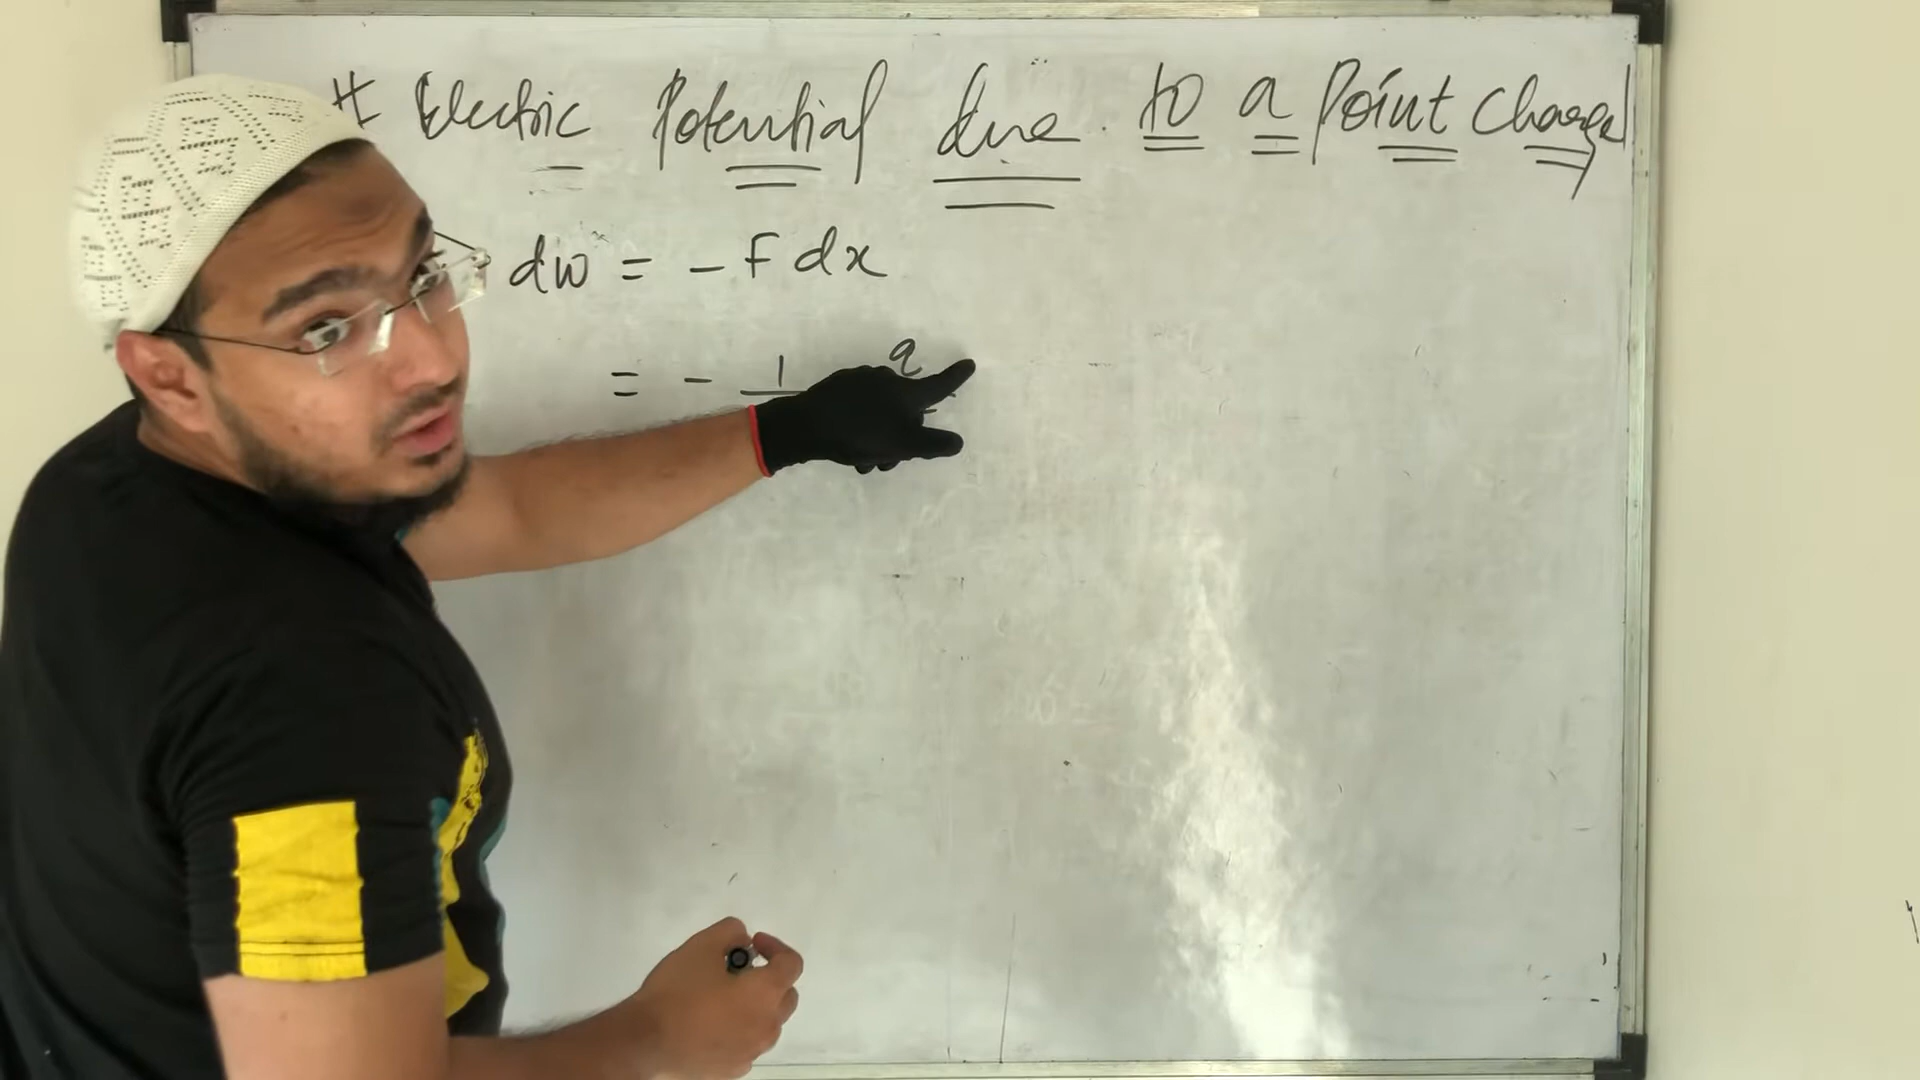 # Electric Potential due to a Point Charge
dw = - F dx
= - 1 q